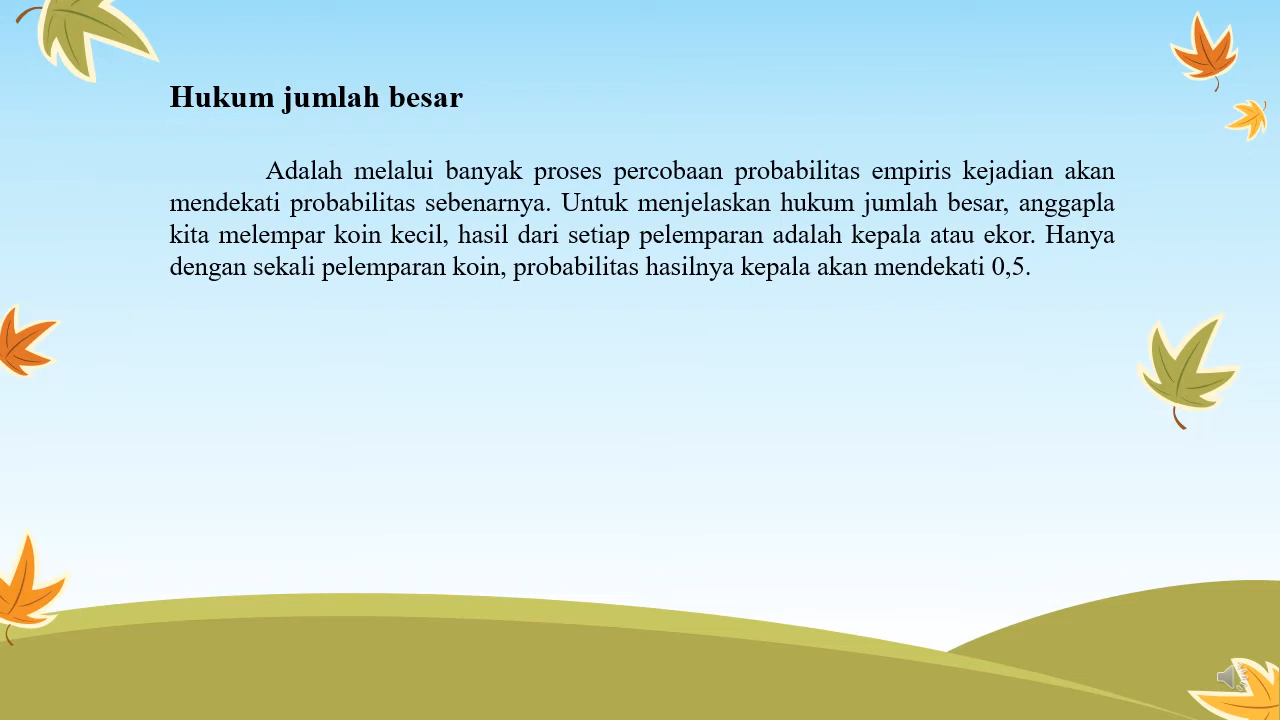 Hukum jumlah besar
Adalah melalui banyak proses percobaan probabilitas empiris kejadian akan
mendekati probabilitas sebenarnya. Untuk menjelaskan hukum jumlah besar, anggapla
kita melempar koin kecil, hasil dari setiap pelemparan adalah kepala atau ekor. Hanya
dengan sekali pelemparan koin, probabilitas hasilnya kepala akan mendekati 0,5.